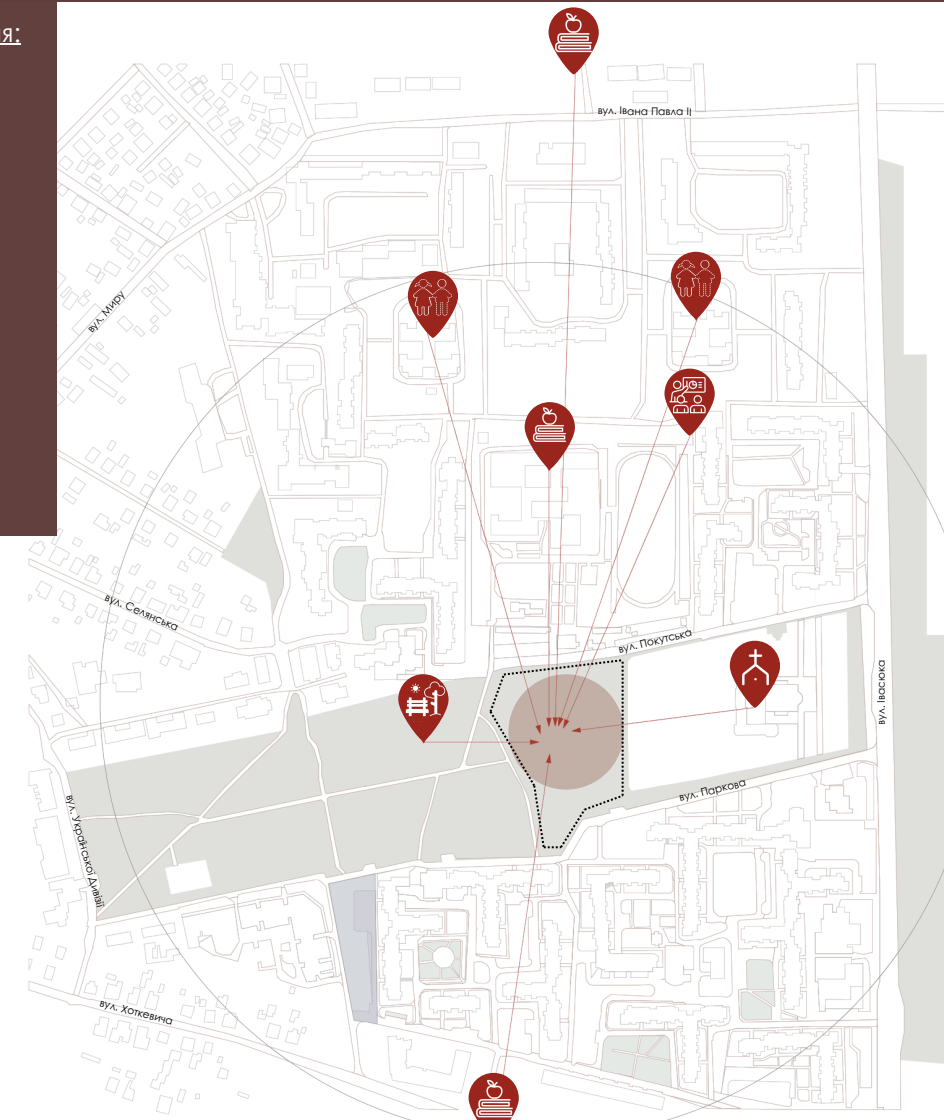 я:
вул. Івана Павла ІІ
вул. Миру
вул. Селянська
вул. Покутська
вул. Івасюка
вул. Паркова
вул. Української Дивізії
вул. Хоткевича